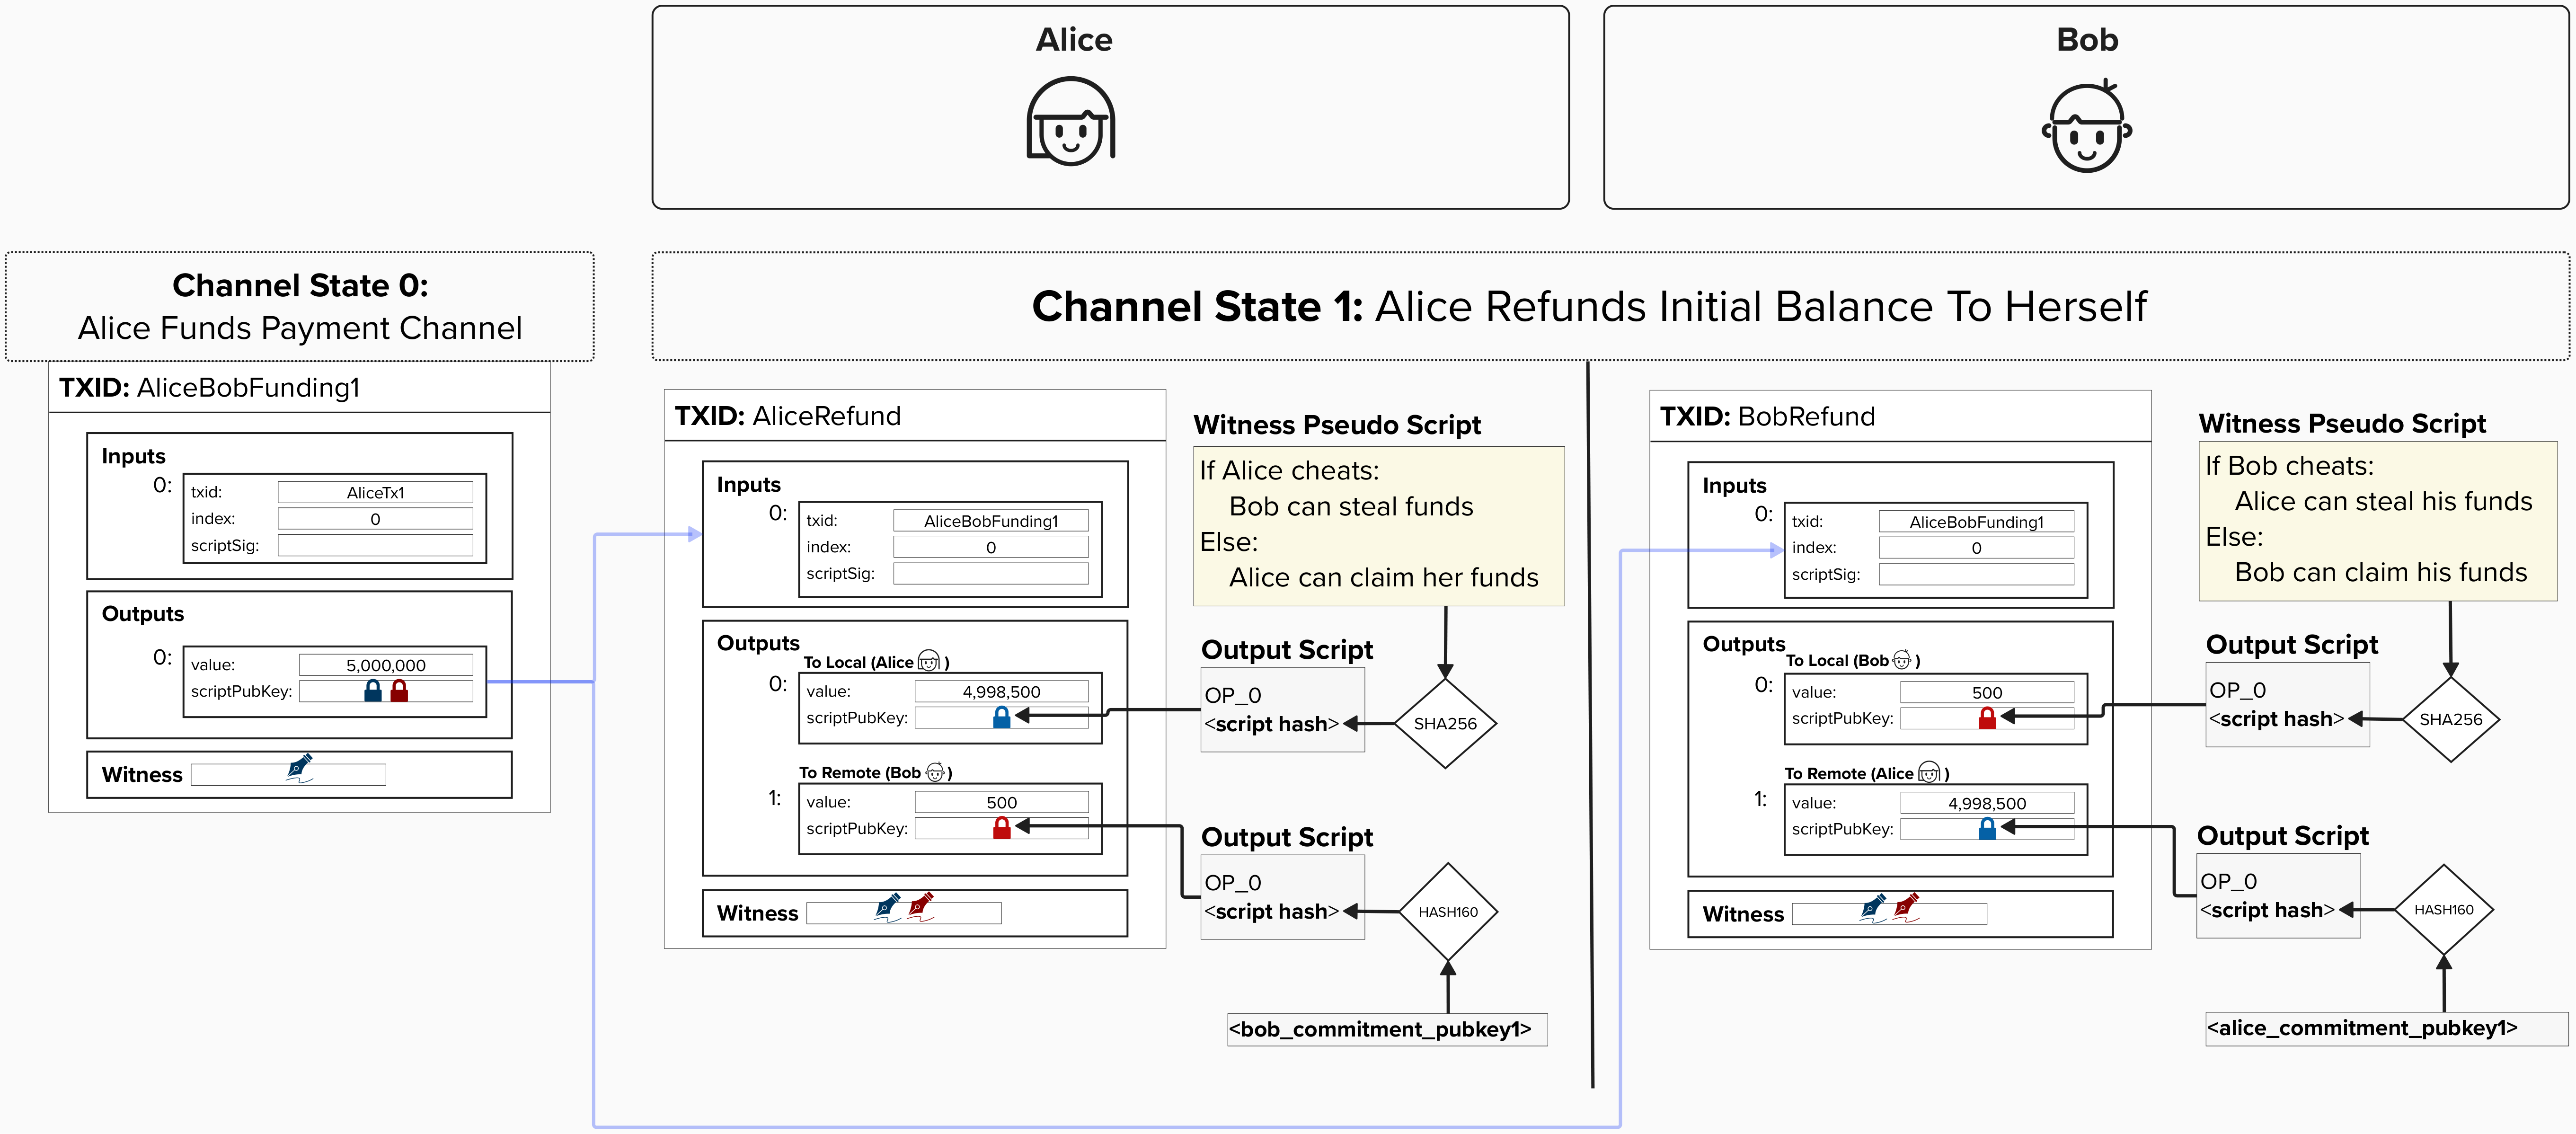 Alice
Bob
Channel State 0:
Alice Funds Payment Channel
Channel State 1: Alice Refunds Initial Balance To Herself
TXID: AliceBobFunding1
Inputs
0:
txid:
AliceTx1
index:
0
scriptSig:
Outputs
0:
value:
5,000,000
scriptPubKey:
Witness
TXID: AliceRefund
Inputs
0:
txid:
AliceBobFunding1
index:
0
scriptSig:
Outputs
To Local (Alice )
0:
value:
4,998,500
scriptPubKey:
To Remote (Bob )
1:
value:
500
scriptPubKey:
Witness
Witness Pseudo Script
If Alice cheats:
Bob can steal funds
Else:
Alice can claim her funds
Output Script
OP_0
<script hash>
SHA256
Output Script
OP_0
<script hash>
HASH160
<bob_commitment_pubkey1>
TXID: BobRefund
Inputs
0:
txid:
AliceBobFunding1
index:
0
scriptSig:
Outputs
To Local (Bob )
0:
value:
500
scriptPubKey:
To Remote (Alice )
1:
value:
4,998,500
scriptPubKey:
Witness
Witness Pseudo Script
If Bob cheats:
Alice can steal his funds
Else:
Bob can claim his funds
Output Script
OP_0
<script hash>
SHA256
Output Script
OP_0
<script hash>
HASH160
<alice_commitment_pubkey1>